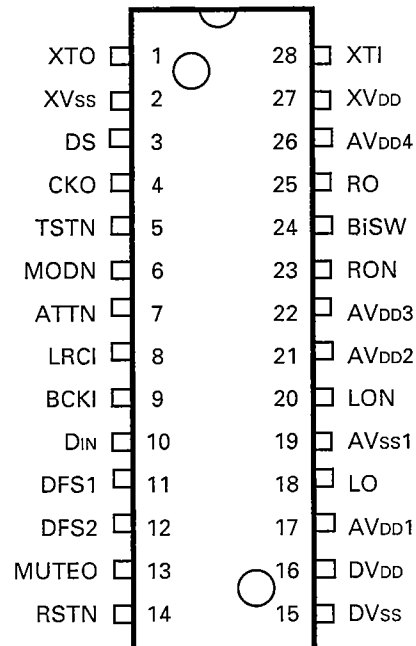 XTO 1 28 XTI
XVSS 2 27 XVDD
DS 3 26 AVDD4
CKO 4 25 RO
TSTN 5 24 BiSW
MODN 6 23 RON
ATTN 7 22 AVDD3
LRCI 8 21 AVDD2
BCKI 9 20 LON
DIN 10 19 AVSS1
DFS1 11 18 LO
DFS2 12 17 AVDD1
MUTEO 13 16 DVDD
RSTN 14 15 DVSS